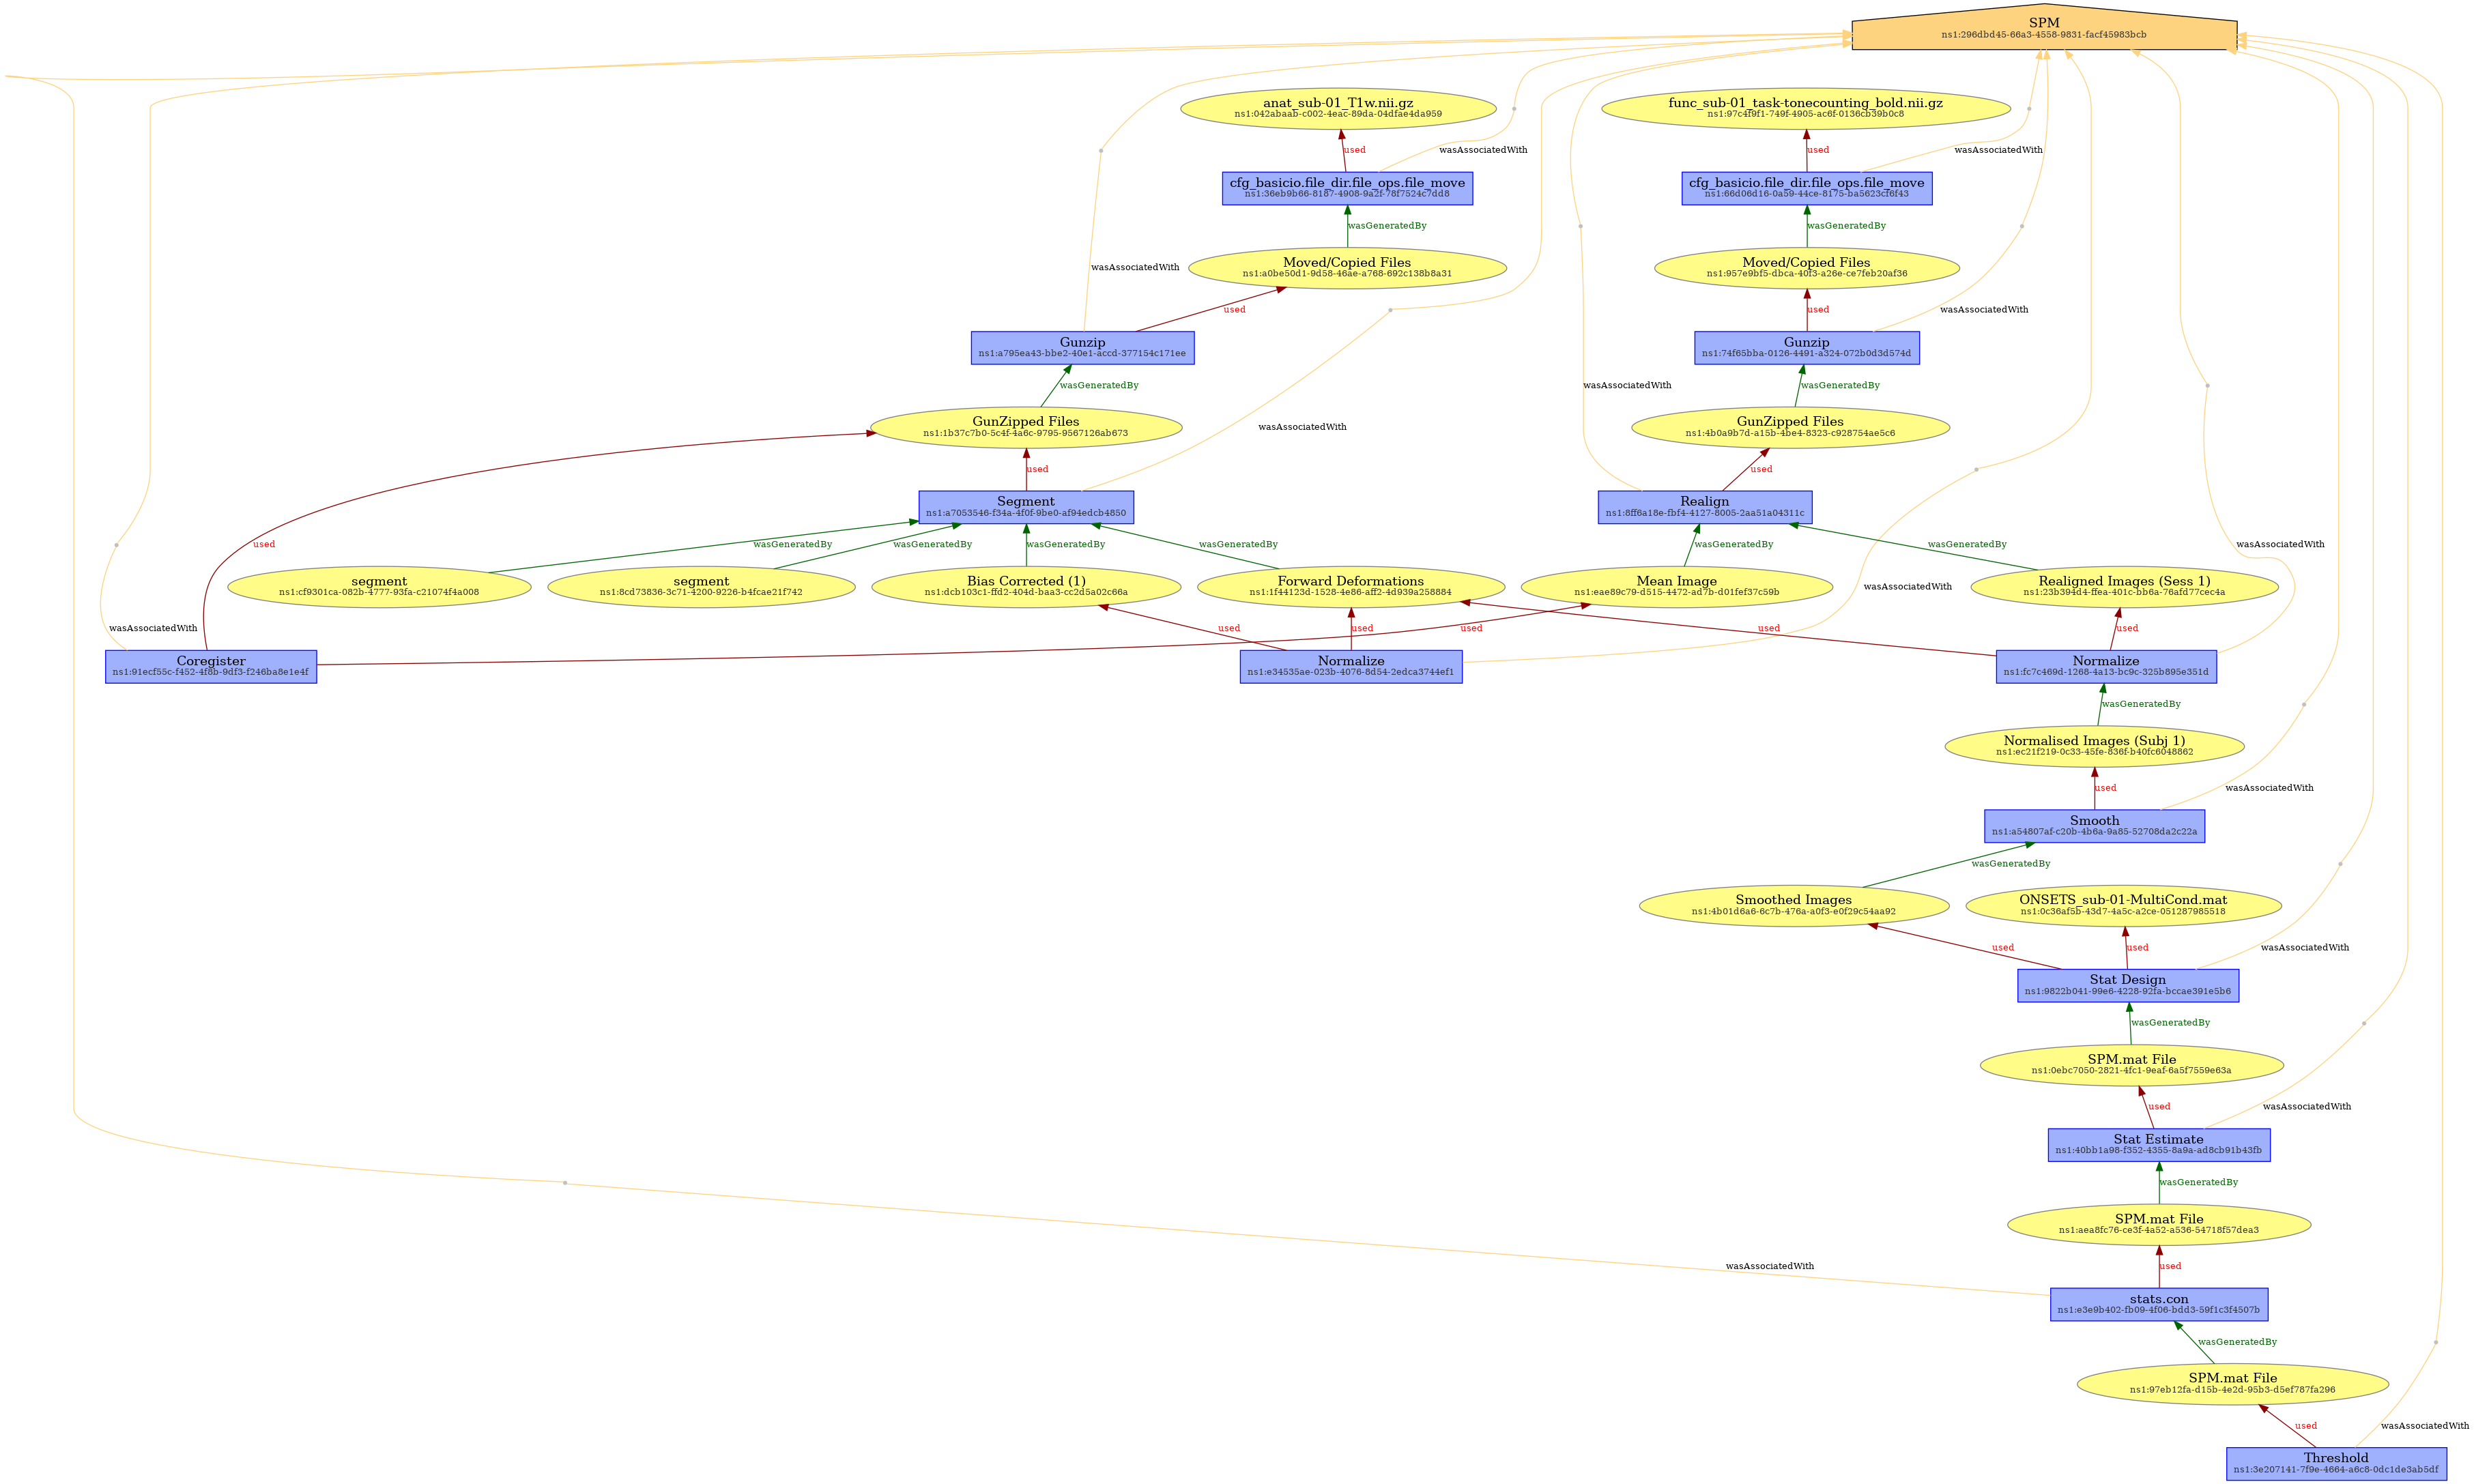 SPM
ns1:296dbd45-66a3-4558-9831-facf45983bcb
anat_sub-01_T1w.nii.gz
ns1:042abaab-c002-4eac-89da-04dfae4da959
func_sub-01_task-tonecounting_bold.nii.gz
ns1:97c4f9f1-749f-4905-ac6f-0136cb39b0c8
used
wasAssociatedWith
used
wasAssociatedWith
cfg_basicio.file_dir.file_ops.file_move
ns1:36eb9b66-8187-4908-9a2f-78f7524c7dd8
cfg_basicio.file_dir.file_ops.file_move
ns1:66d06d16-0a59-44ce-8175-ba5623cf6f43
wasGeneratedBy
wasGeneratedBy
wasAssociatedWith
Moved/Copied Files
ns1:a0be50d1-9d58-46ae-a768-692c138b8a31
Moved/Copied Files
ns1:957e9bf5-dbca-40f3-a26e-ce7feb20af36
used
used
wasAssociatedWith
Gunzip
ns1:a795ea43-bbe2-40e1-accd-377154c171ee
Gunzip
ns1:74f65bba-0126-4491-a324-072b0d3d574d
wasGeneratedBy
wasAssociatedWith
wasGeneratedBy
GunZipped Files
ns1:1b37c7b0-5c4f-4a6c-9795-9567126ab673
wasAssociatedWith
GunZipped Files
ns1:4b0a9b7d-a15b-4be4-8323-c928754ae5c6
used
used
Segment
ns1:a7053546-f34a-4f0f-9be0-af94edcb4850
Realign
ns1:8ff6a18e-fbf4-4127-8005-2aa51a04311c
used
wasGeneratedBy
wasGeneratedBy
wasGeneratedBy
wasGeneratedBy
wasGeneratedBy
wasGeneratedBy
wasAssociatedWith
segment
ns1:cf9301ca-082b-4777-93fa-c21074f4a008
segment
ns1:8cd73836-3c71-4200-9226-b4fcae21f742
Bias Corrected (1)
ns1:dcb103c1-ffd2-404d-baa3-cc2d5a02c66a
Forward Deformations
ns1:1f44123d-1528-4e86-aff2-4d939a258884
Mean Image
ns1:eae89c79-d515-4472-ad7b-d01fef37c59b
wasAssociatedWith
Realigned Images (Sess 1)
ns1:23b394d4-ffea-401c-bb6a-76afd77cec4a
wasAssociatedWith
used
used
used
used
used
Coregister
ns1:91ecf55c-f452-4f8b-9df3-f246ba8e1e4f
Normalize
ns1:e34535ae-023b-4076-8d54-2edca3744ef1
Normalize
ns1:fc7c469d-1268-4a13-bc9c-325b895e351d
wasGeneratedBy
Normalised Images (Subj 1)
ns1:ec21f219-0c33-45fe-836f-b40fc6048862
used
wasAssociatedWith
Smooth
ns1:a54807af-c20b-4b6a-9a85-52708da2c22a
wasGeneratedBy
Smoothed Images
ns1:4b01d6a6-6c7b-476a-a0f3-e0f29c54aa92
ONSETS_sub-01-MultiCond.mat
ns1:0c36af5b-43d7-4a5c-a2ce-051287985518
used
used
wasAssociatedWith
Stat Design
ns1:9822b041-99e6-4228-92fa-bccae391e5b6
wasGeneratedBy
SPM.mat File
ns1:0ebc7050-2821-4fc1-9eaf-6a5f7559e63a
used
wasAssociatedWith
Stat Estimate
ns1:40bb1a98-f352-4355-8a9a-ad8cb91b43fb
wasGeneratedBy
SPM.mat File
ns1:aea8fc76-ce3f-4a52-a536-54718f57dea3
wasAssociatedWith
used
stats.con
ns1:e3e9b402-fb09-4f06-bdd3-59f1c3f4507b
wasGeneratedBy
SPM.mat File
ns1:97eb12fa-d15b-4e2d-95b3-d5ef787fa296
used
wasAssociatedWith
Threshold
ns1:3e207141-7f9e-4664-a6c8-0dc1de3ab5df